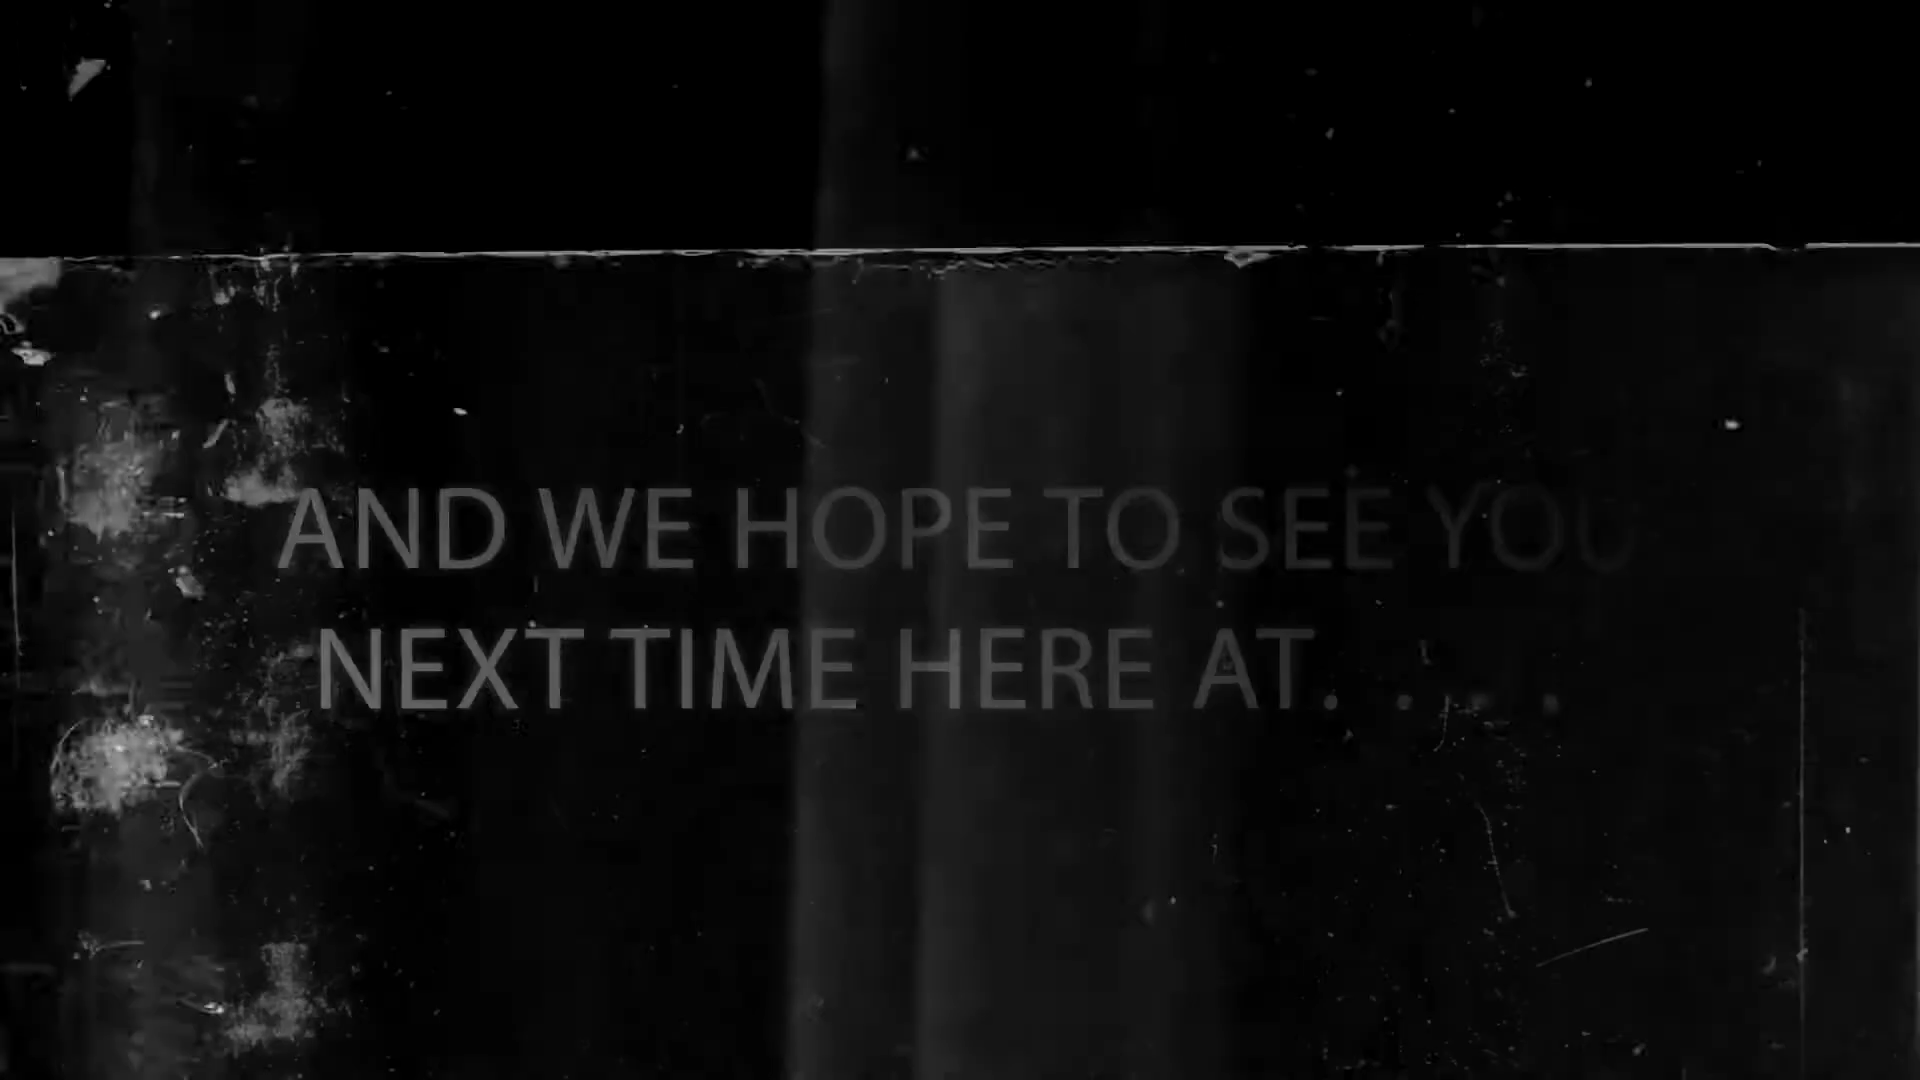 AND WE HOPE TO SEE YOU
NEXT TIME HERE AT. . . .